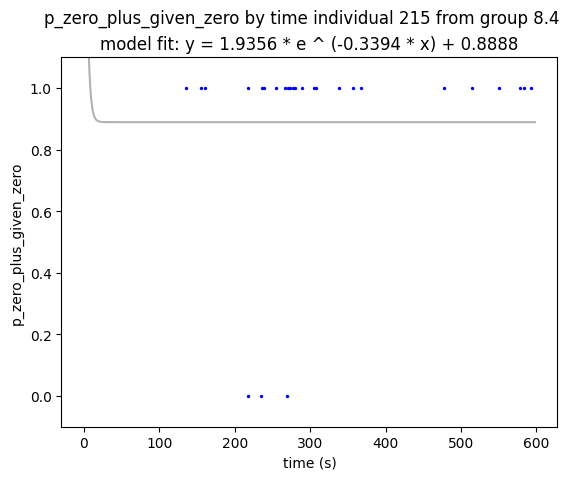 p_zero_plus_given_zero by time individual 215 from group 8.4
model fit: y = 1.9356 * e ^ (-0.3394 * x) + 0.8888
1.0
0.8
0.6
0.4
0.2
0.0
p_zero_plus_given_zero
0 100 200 300 400 500 600
time (s)